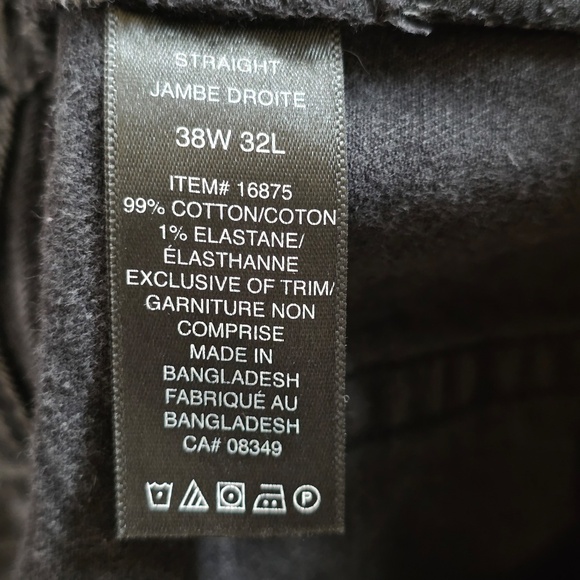 STRAIGHT
JAMBE DROITE
38W 32L
ITEM# 16875
99% COTTON/COTON
1% ELASTANE/
ÉLASTHANNE
EXCLUSIVE OF TRIM/
GARNITURE NON
COMPRISE
MADE IN
BANGLADESH
FABRIQUÉ AU
BANGLADESH
CA# 08349
P